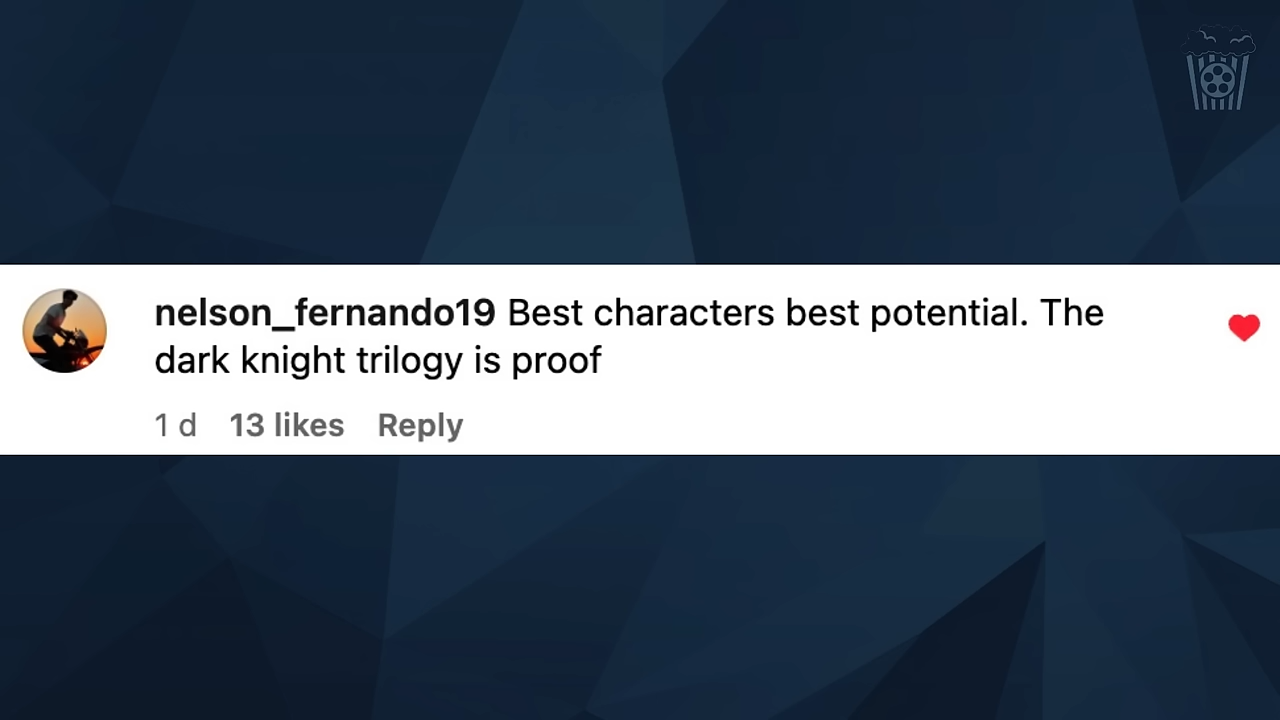 nelson_fernando19 Best characters best potential. The
dark knight trilogy is proof
1 d 13 likes Reply